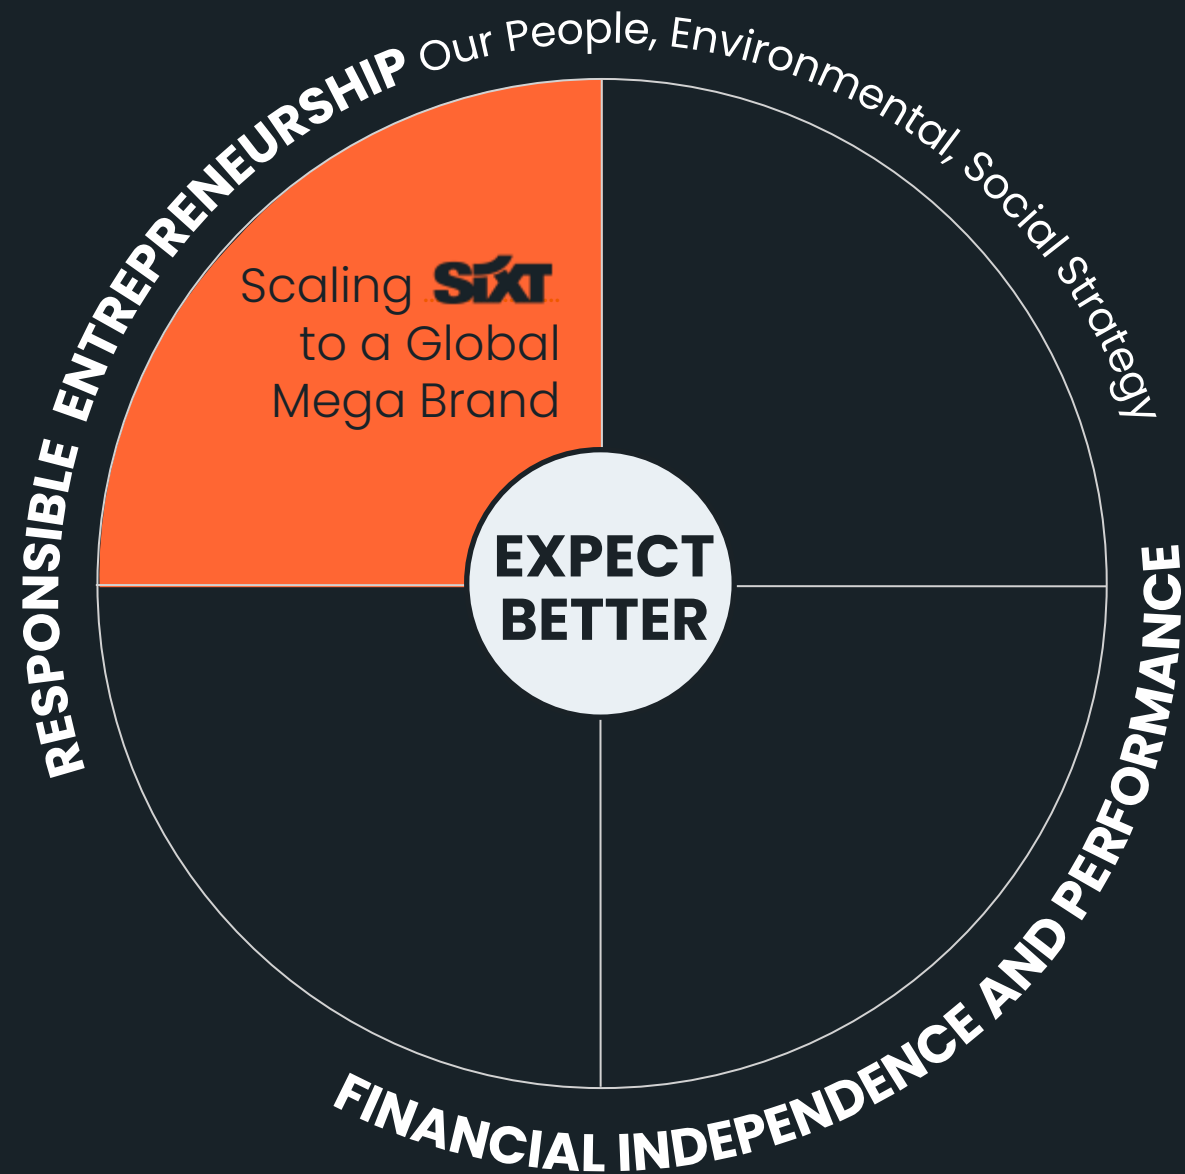 RESPONSIBLE ENTREPRENEURSHIP Our People, Environmental, Social Strategy
Scaling SIXT
to a Global
Mega Brand
EXPECT
BETTER
FINANCIAL INDEPENDENCE AND PERFORMANCE